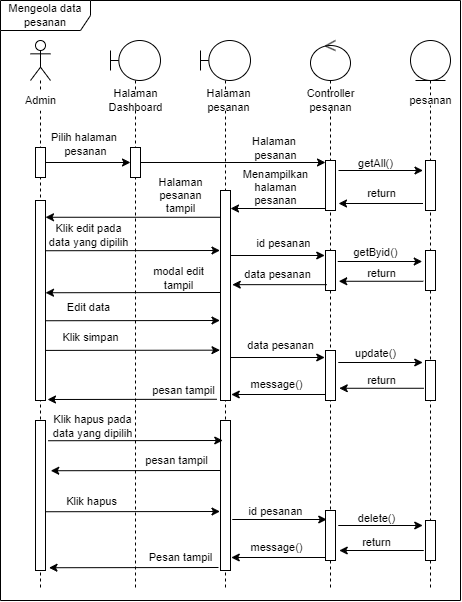 Mengeola data
pesanan
Admin
Halaman
Dashboard
Halaman
pesanan
Controller
pesanan
pesanan
Pilih halaman
pesanan
Halaman
pesanan
getAll()
return
Menampilkan
halaman
pesanan
Halaman
pesanan
tampil
Klik edit pada
data yang dipilih
id pesanan
getByid()
return
data pesanan
modal edit
tampil
Edit data
Klik simpan
data pesanan
update()
return
message()
pesan tampil
Klik hapus pada
data yang dipilih
pesan tampil
Klik hapus
id pesanan
delete()
return
message()
Pesan tampil